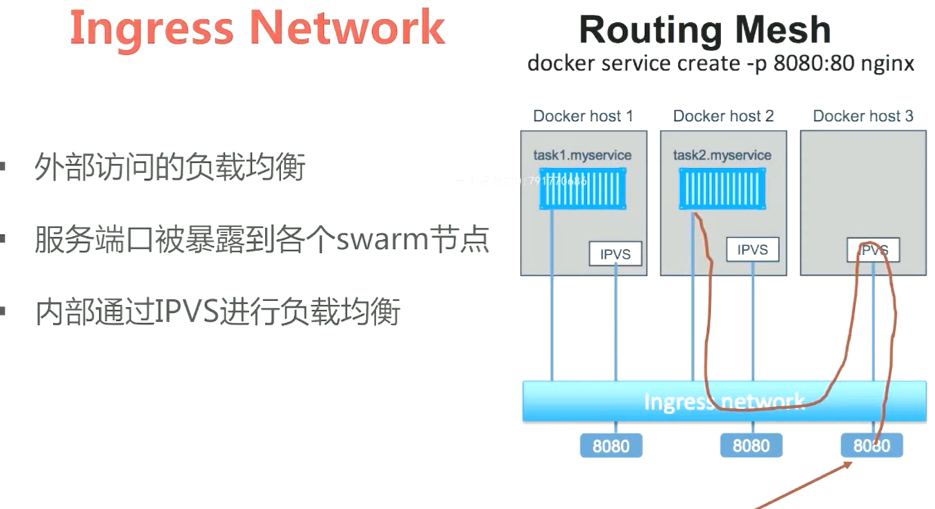 Ingress Network
外部访问的负载均衡
服务端口被暴露到各个swarm节点
内部通过IPVS进行负载均衡
Routing Mesh
docker service create -p 8080:80 nginx
Docker host 1
Docker host 2
Docker host 3
task1.myservice
task2.myservice
IPVS
IPVS
IPVS
Ingress network
8080
8080
8080